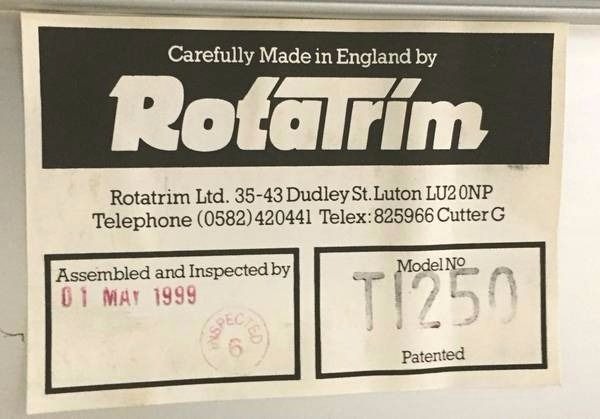 Carefully Made in England by
RotaTrim
Rotatrim Ltd. 35-43 Dudley St. Luton LU2 0NP
Telephone (0582) 420441 Telex: 825966 Cutter G
Assembled and Inspected by
01 MAY 1999
INSPECTED
6
Model No
T1250
Patented